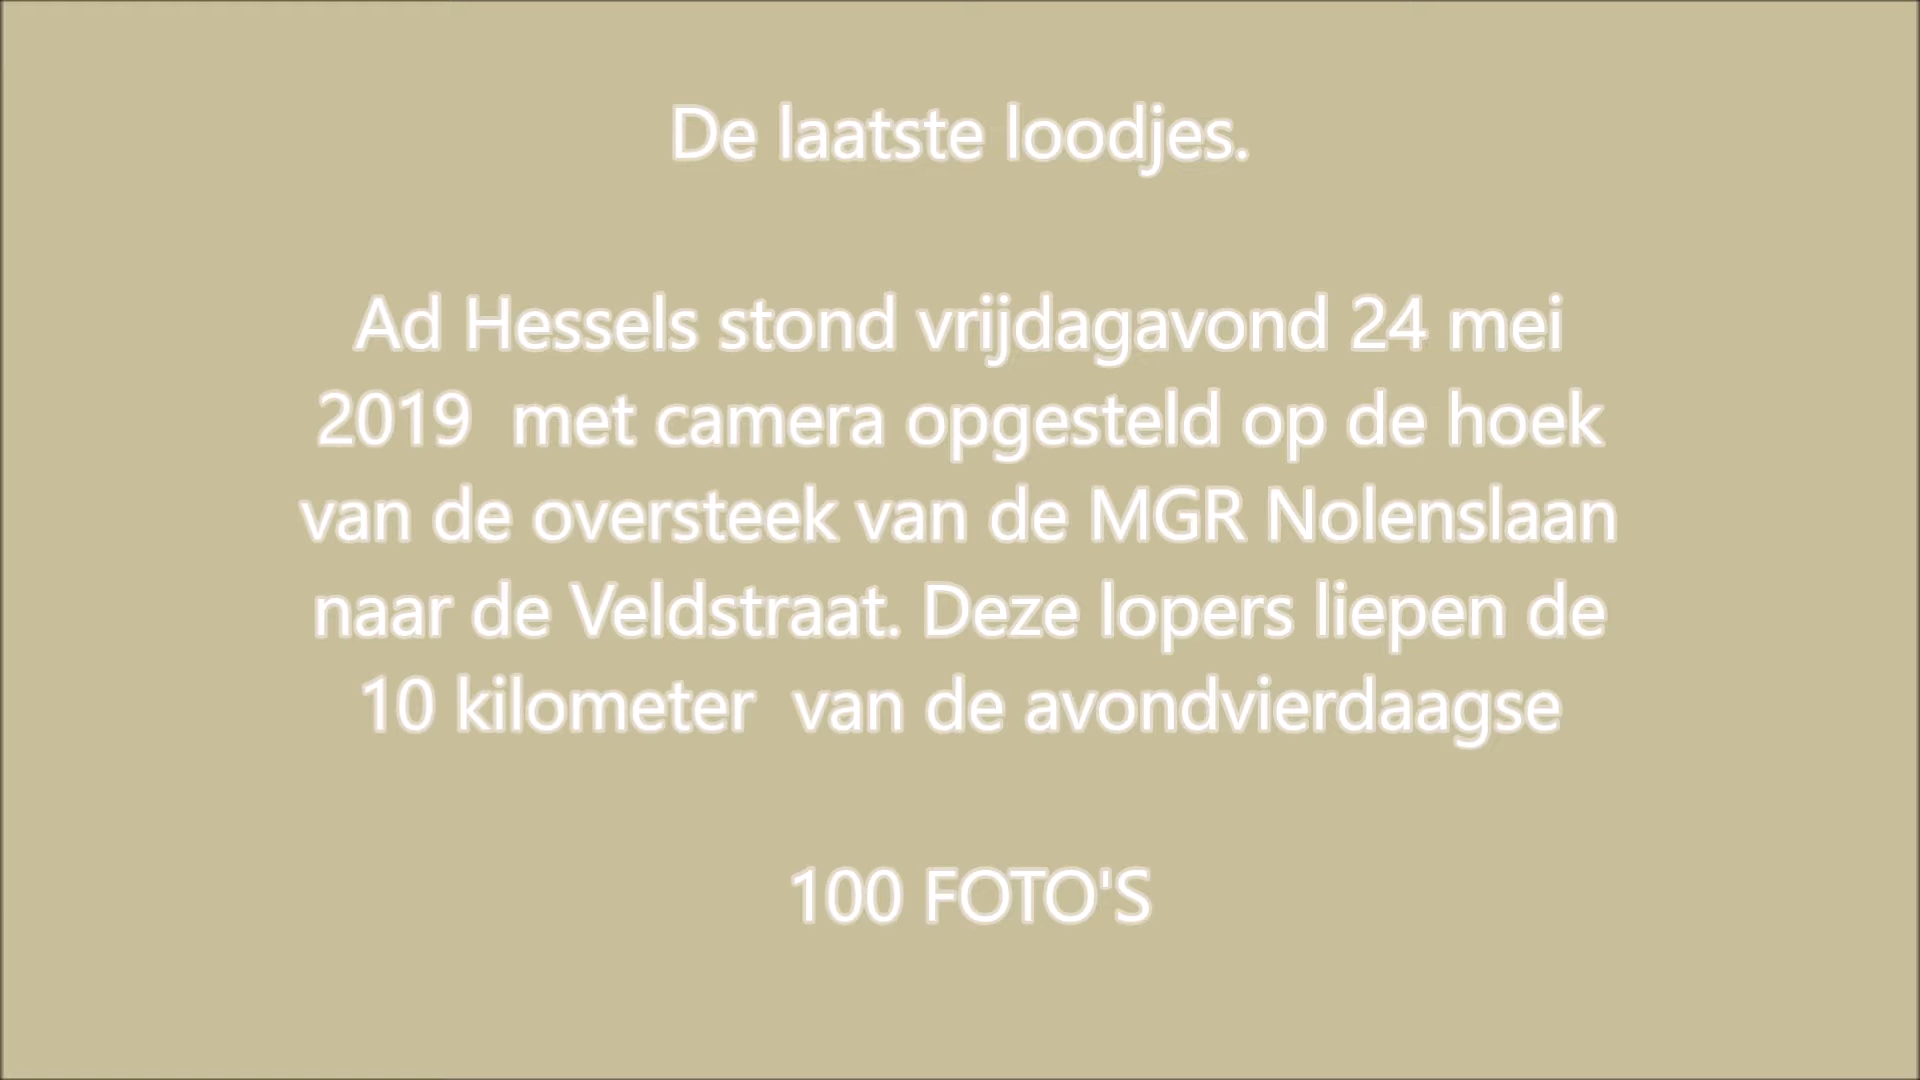 De laatste loodjes.
Ad Hessels stond vrijdagavond 24 mei
2019  met camera opgesteld op de hoek
van de oversteek van de MGR Nolenslaan
naar de Veldstraat. Deze lopers liepen de
10 kilometer  van de avondvierdaagse
100 FOTO'S